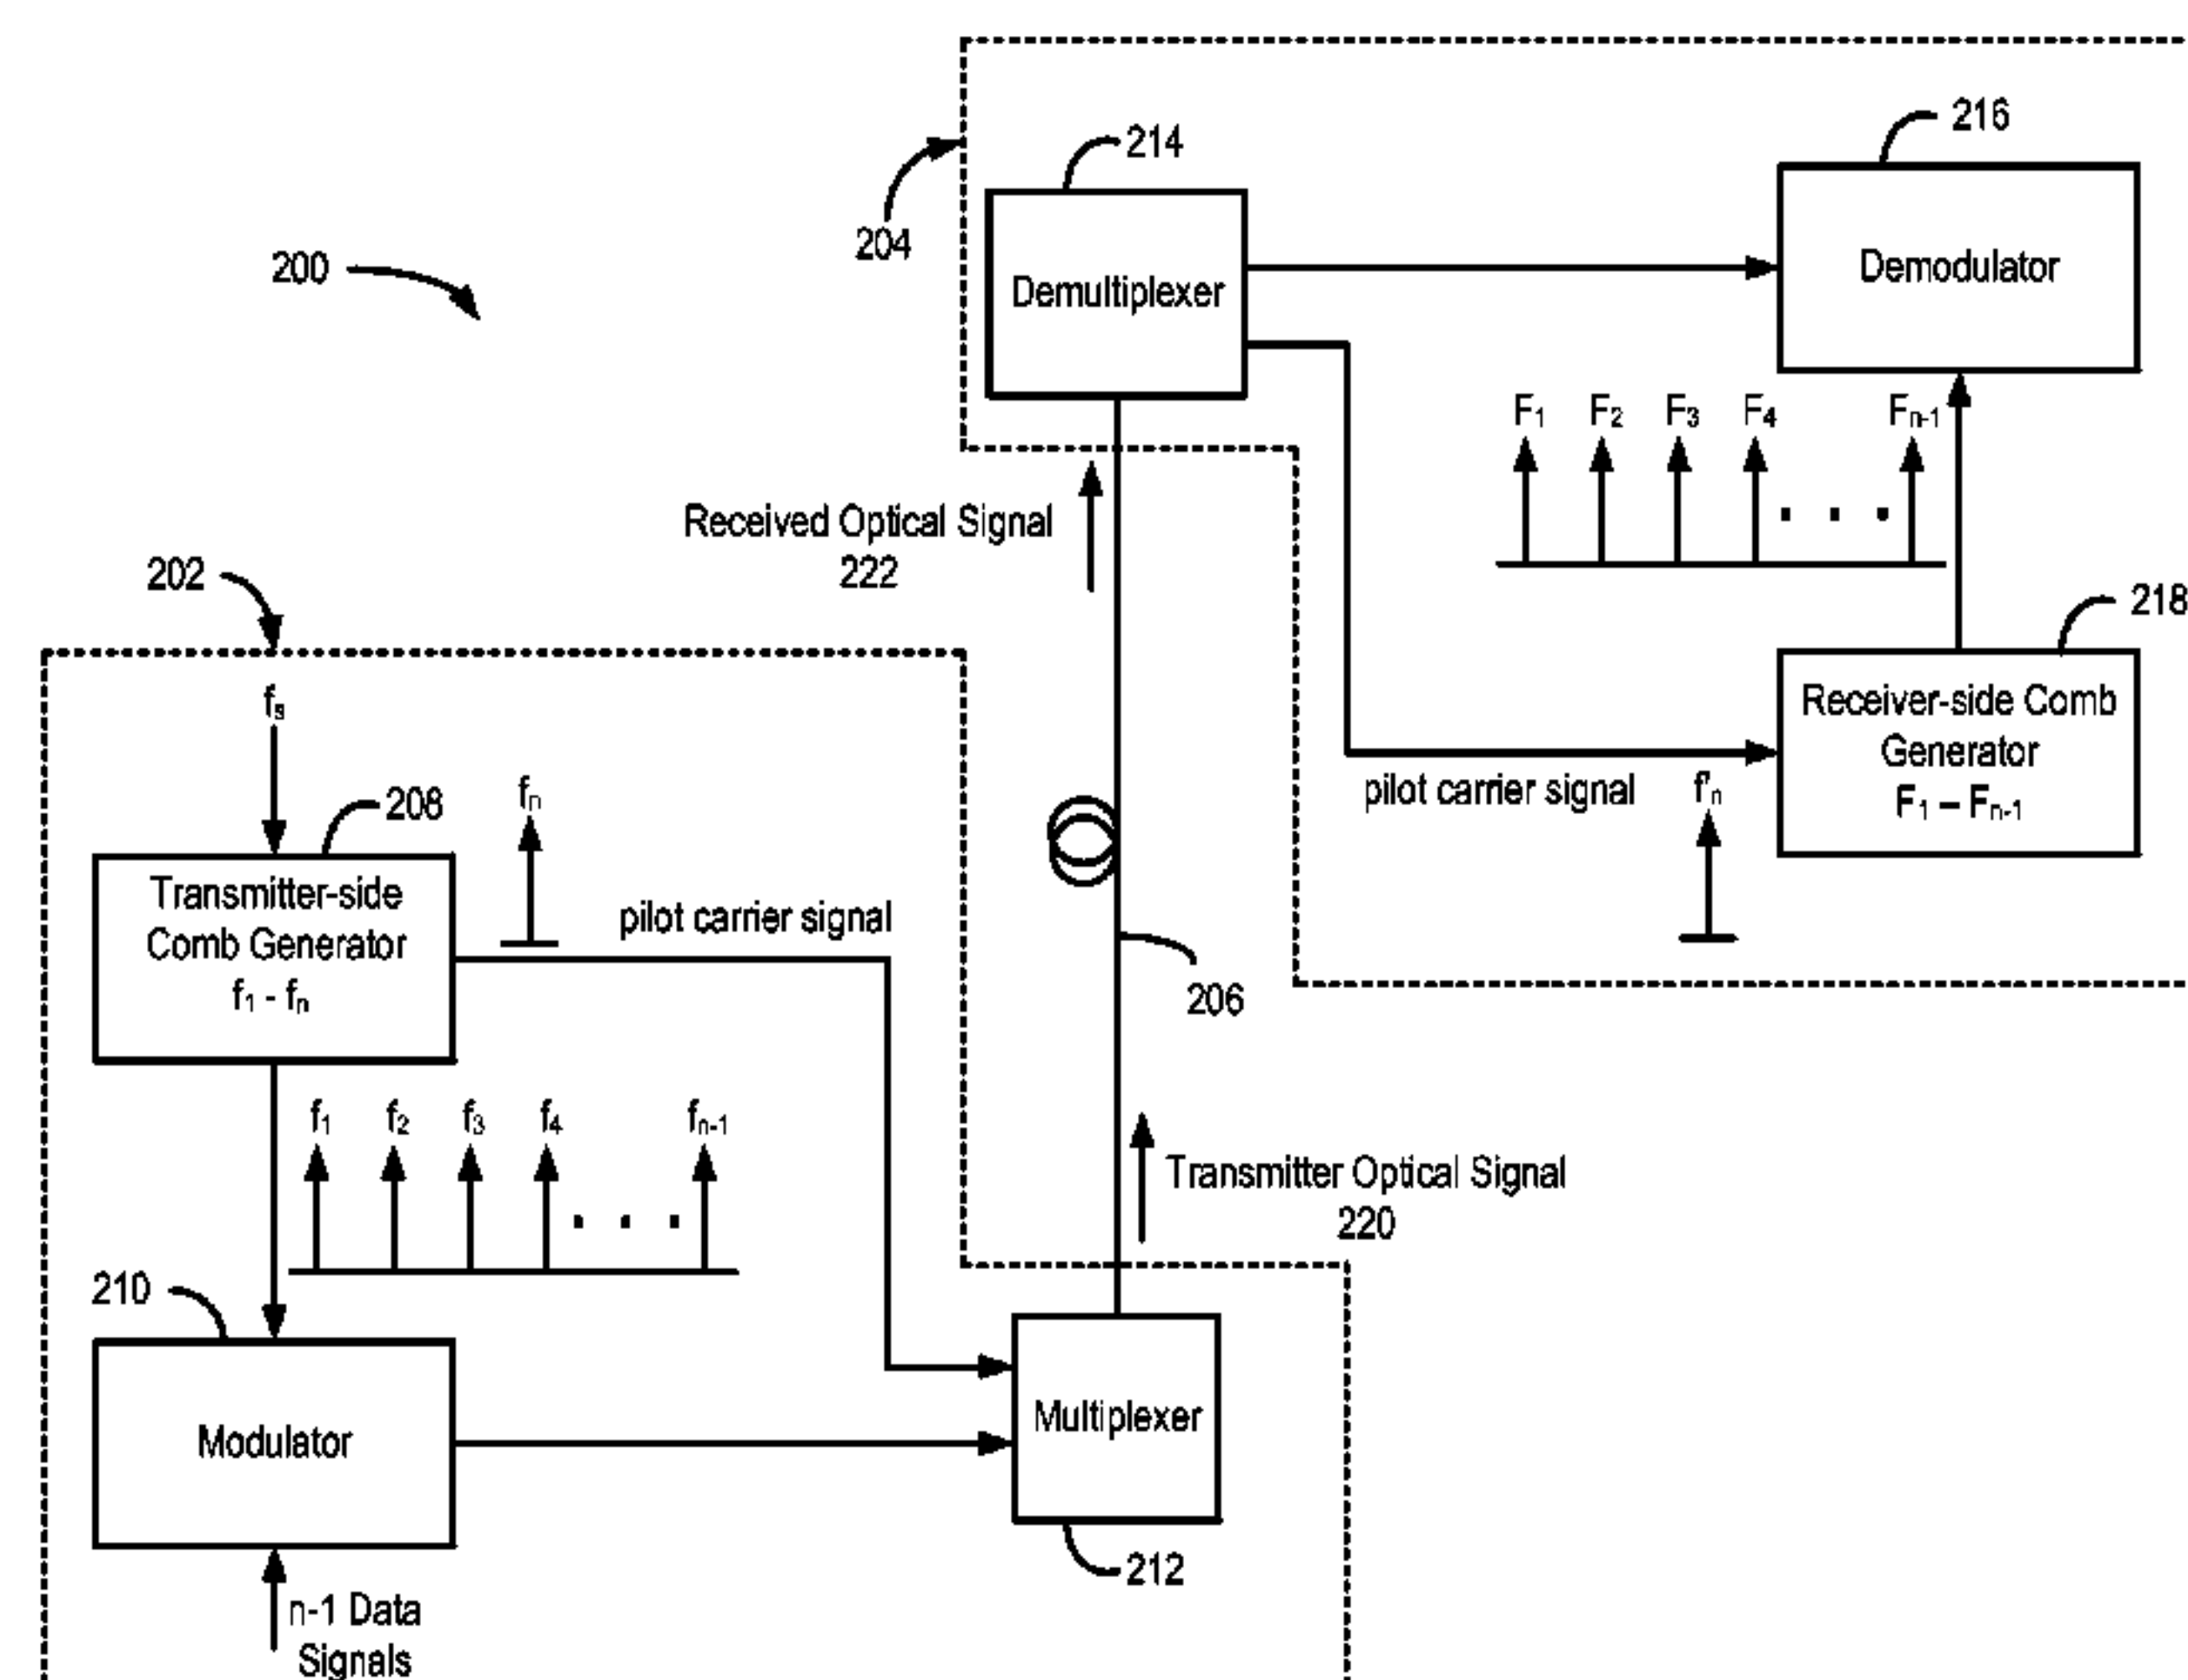 200
204
214
Demultiplexer
216
Demodulator
F₁ F₂ F₃ F₄ . . . Fₙ₋₁
Received Optical Signal
222
218
Receiver-side Comb
Generator
F₁ – Fₙ₋₁
pilot carrier signal
f'ₙ
206
202
fₛ
208
Transmitter-side
Comb Generator
f₁ - fₙ
fₙ
pilot carrier signal
f₁ f₂ f₃ f₄ . . . fₙ₋₁
Transmitter Optical Signal
220
210
Modulator
Multiplexer
212
n-1 Data
Signals